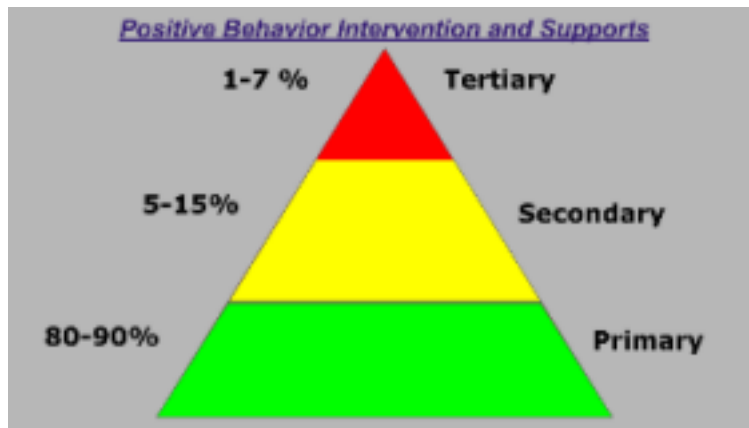 Positive Behavior Intervention and Supports
1-7 %
Tertiary
5-15%
Secondary
80-90%
Primary